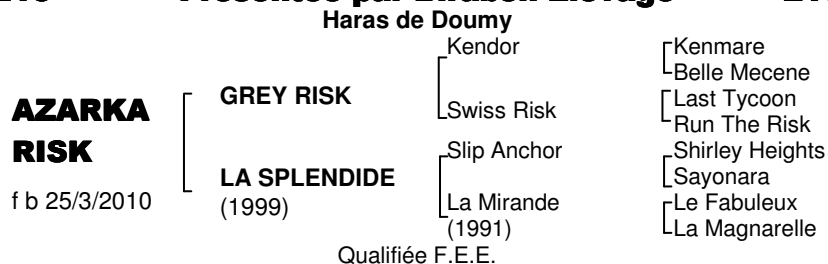 Haras de Doumy
AZARKA
RISK
f b 25/3/2010
GREY RISK
LA SPLENDIDE
(1999)
Kendor
Swiss Risk
Slip Anchor
La Mirande
(1991)
Kenmare
Belle Mecene
Last Tycoon
Run The Risk
Shirley Heights
Sayonara
Le Fabuleux
La Magnarelle
Qualifiée F.E.E.